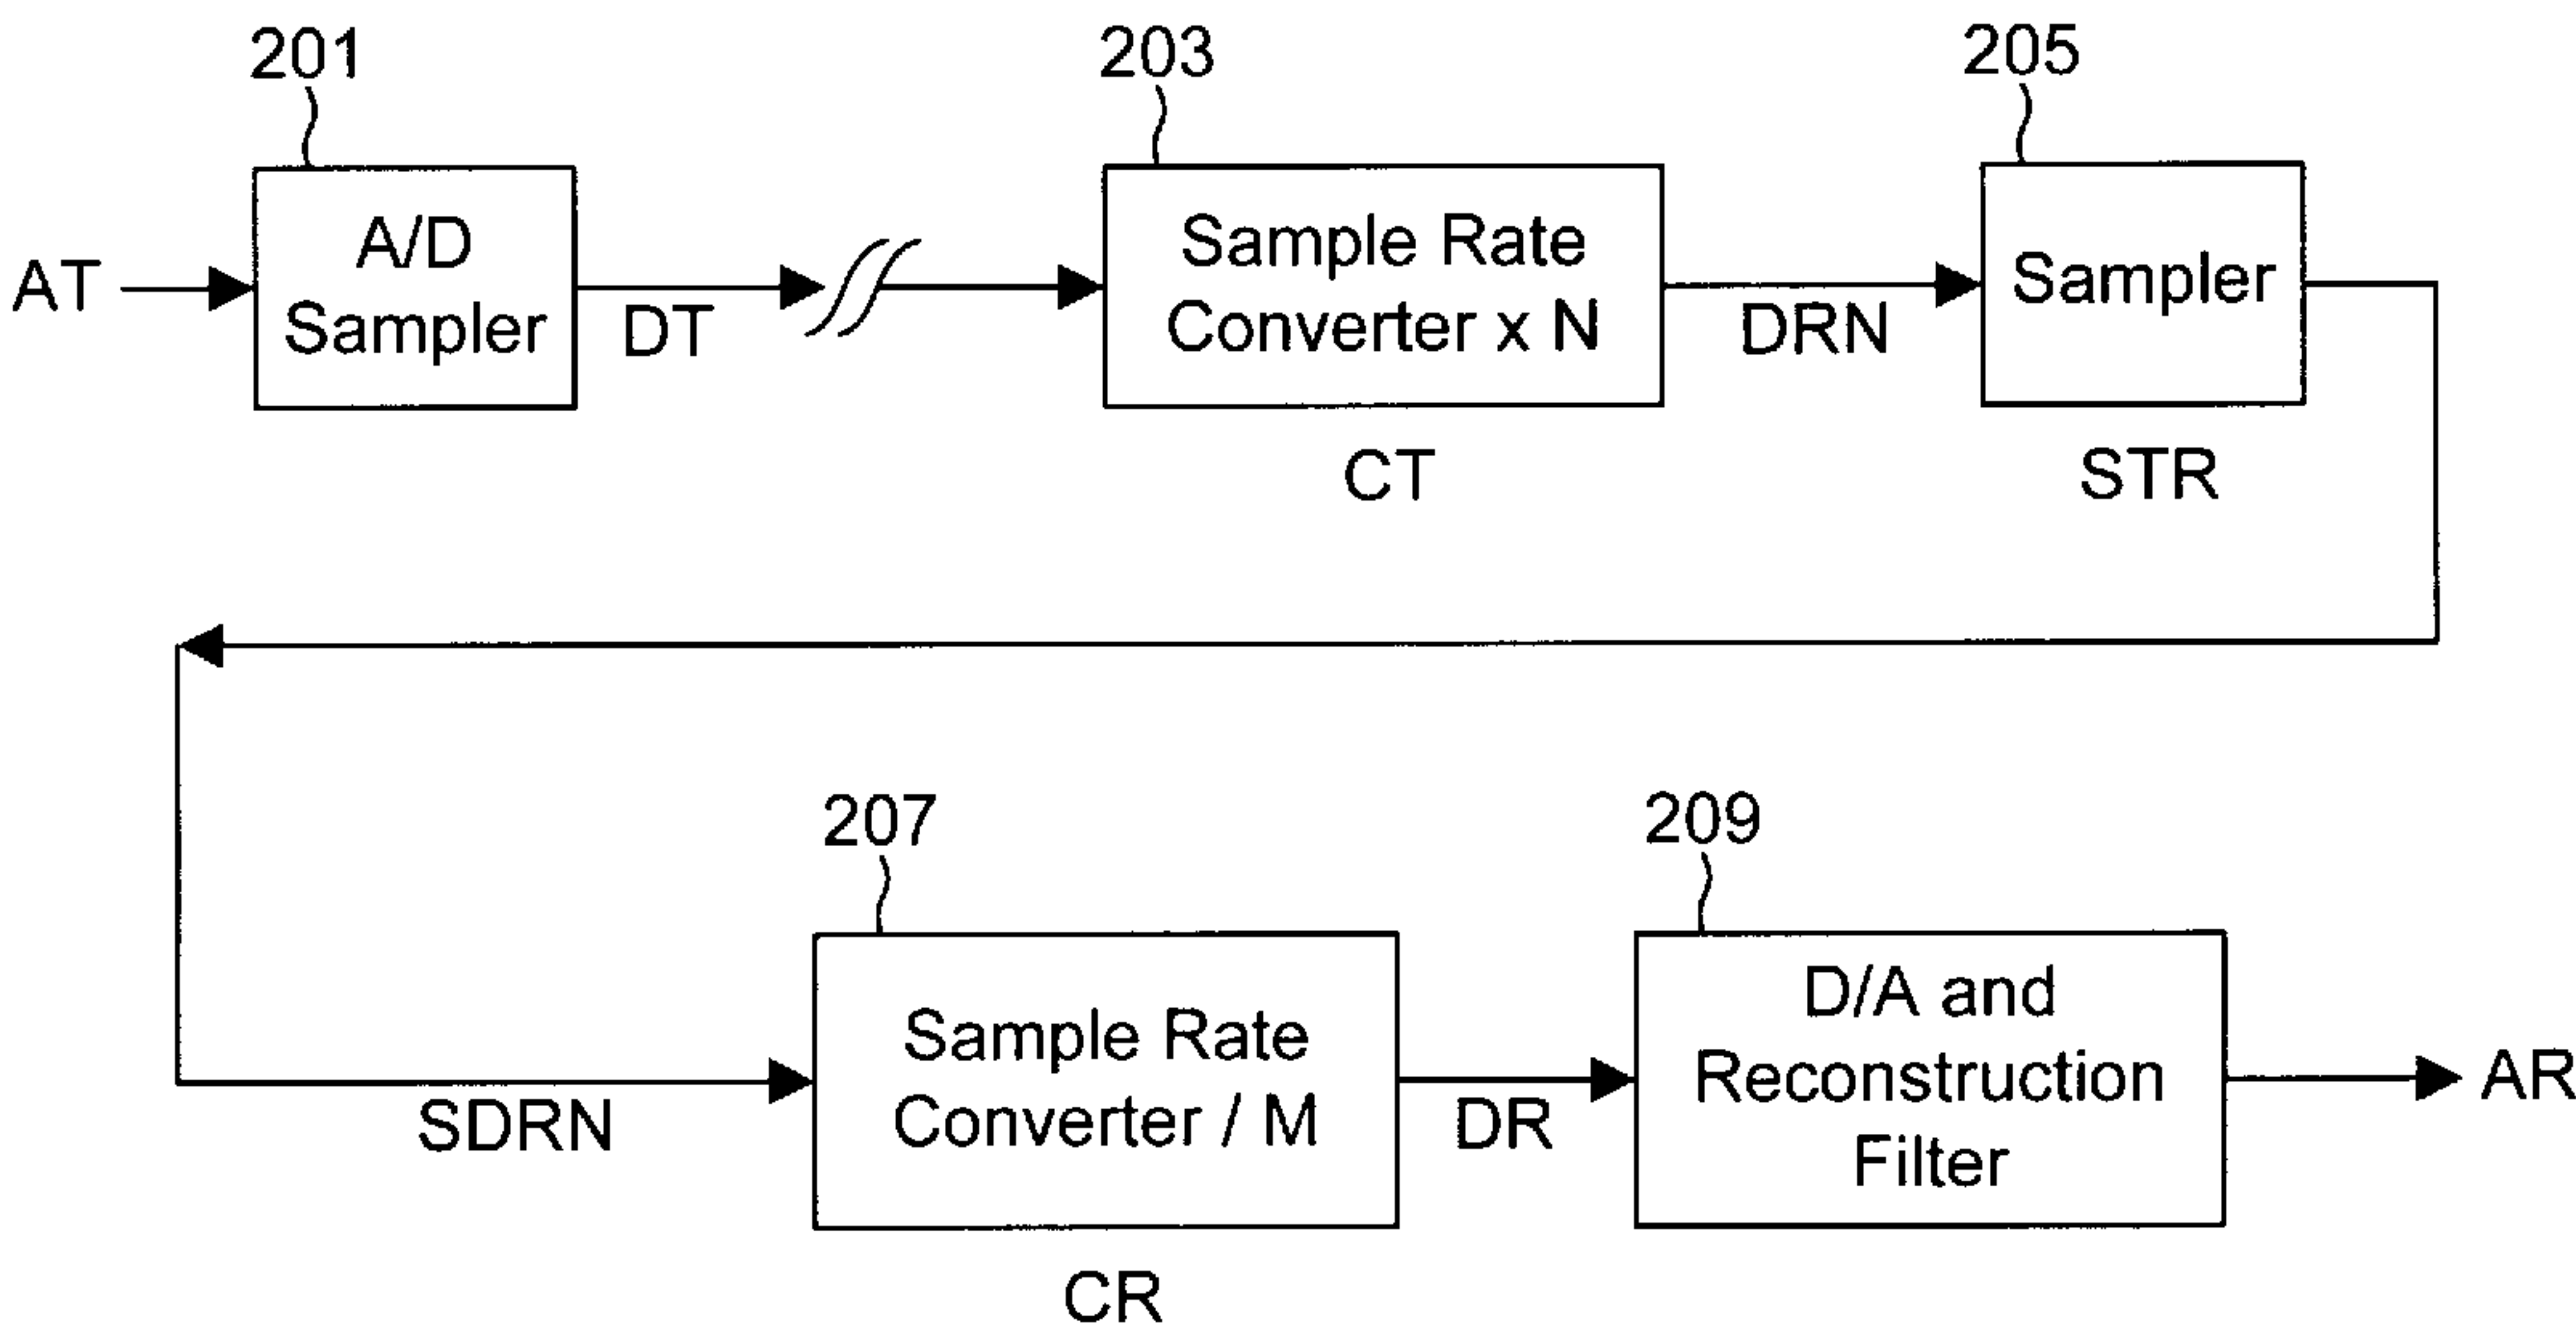 201
203
205
AT
A/D
Sampler
DT
Sample Rate
Converter x N
DRN
Sampler
CT
STR
207
209
SDRN
Sample Rate
Converter / M
CR
DR
D/A and
Reconstruction
Filter
AR